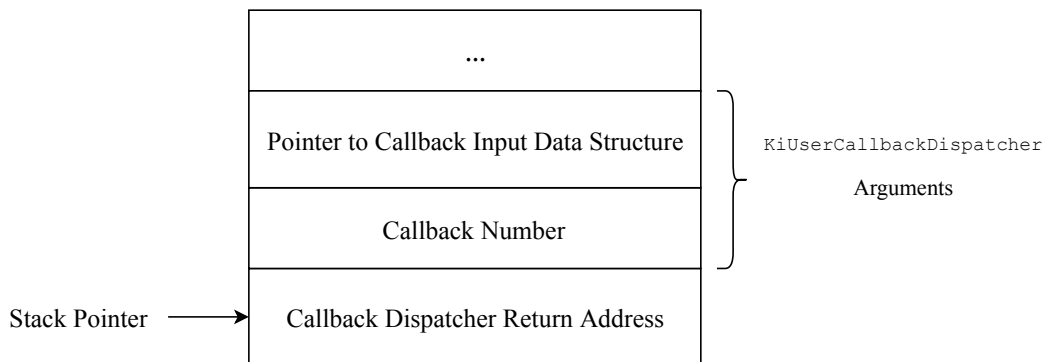 ...
Pointer to Callback Input Data Structure
KiUserCallbackDispatcher
Arguments
Callback Number
Stack Pointer
Callback Dispatcher Return Address